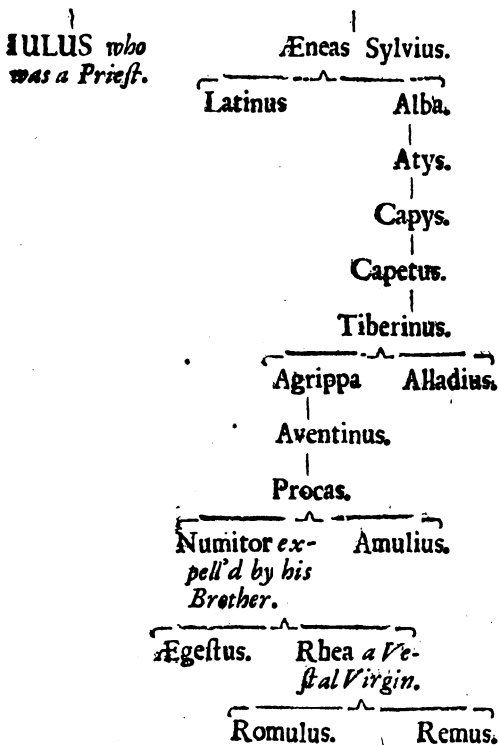 IULUS who
was a Prieſt.
Æneas Sylvius.
Latinus Alba.
Atys.
Capys.
Capetus.
Tiberinus.
Agrippa Alladius.
Aventinus.
Procas.
Numitor ex-
pell'd by his
Brother.
Amulius.
Ægeſtus. Rhea a Ve-
ſtal Virgin.
Romulus. Remus.